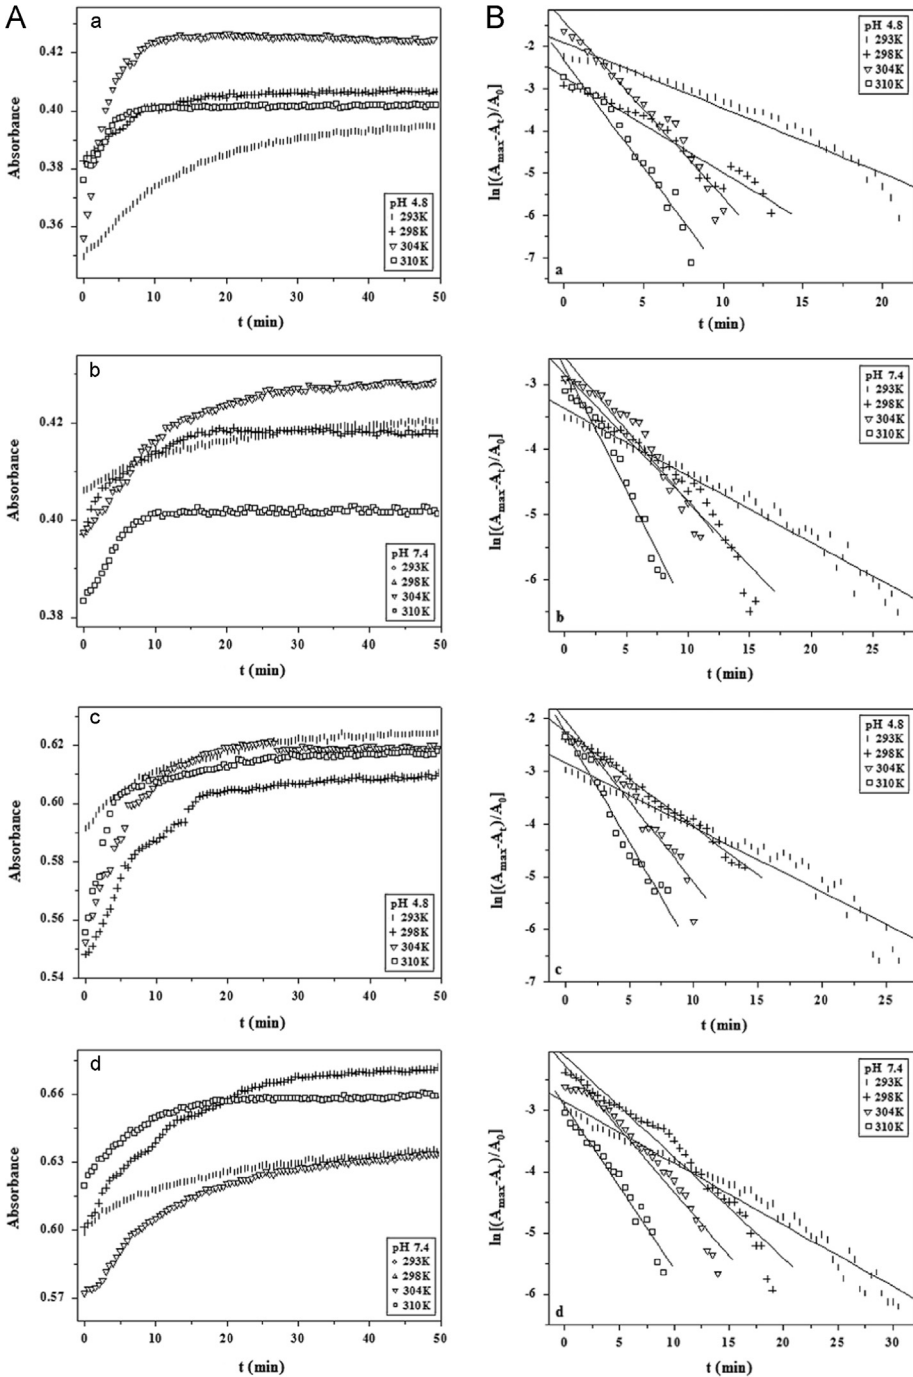 A
B
a
0.42
0.40
0.38
0.36
Absorbance
pH 4.8
293K
298K
304K
310K
0 10 20 30 40 50
t (min)
-2
-3
-4
-5
-6
-7
ln[(Amax-At)/A0]
pH 4.8
293K
298K
304K
310K
a
0 5 10 15 20
t (min)
b
0.42
0.40
0.38
Absorbance
pH 7.4
293K
298K
304K
310K
0 10 20 30 40 50
t (min)
-3
-4
-5
-6
ln[(Amax-At)/A0]
pH 7.4
293K
298K
304K
310K
b
0 5 10 15 20 25
t (min)
c
0.62
0.60
0.58
0.56
0.54
Absorbance
pH 4.8
293K
298K
304K
310K
0 10 20 30 40 50
t (min)
-2
-3
-4
-5
-6
-7
ln[(Amax-At)/A0]
pH 4.8
293K
298K
304K
310K
c
0 5 10 15 20 25
t (min)
d
0.66
0.63
0.60
0.57
Absorbance
pH 7.4
293K
298K
304K
310K
0 10 20 30 40 50
t (min)
-3
-4
-5
-6
ln[(Amax-At)/A0]
pH 7.4
293K
298K
304K
310K
d
0 5 10 15 20 25 30
t (min)